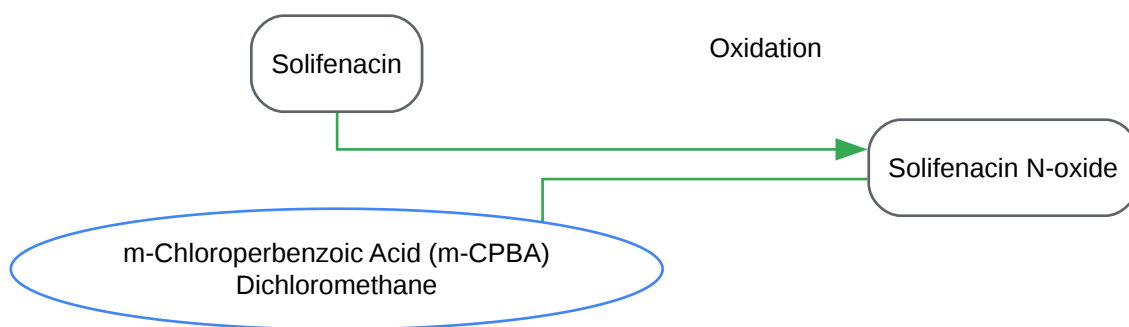 Solifenacin
Oxidation
Solifenacin N-oxide
m-Chloroperbenzoic Acid (m-CPBA)
Dichloromethane